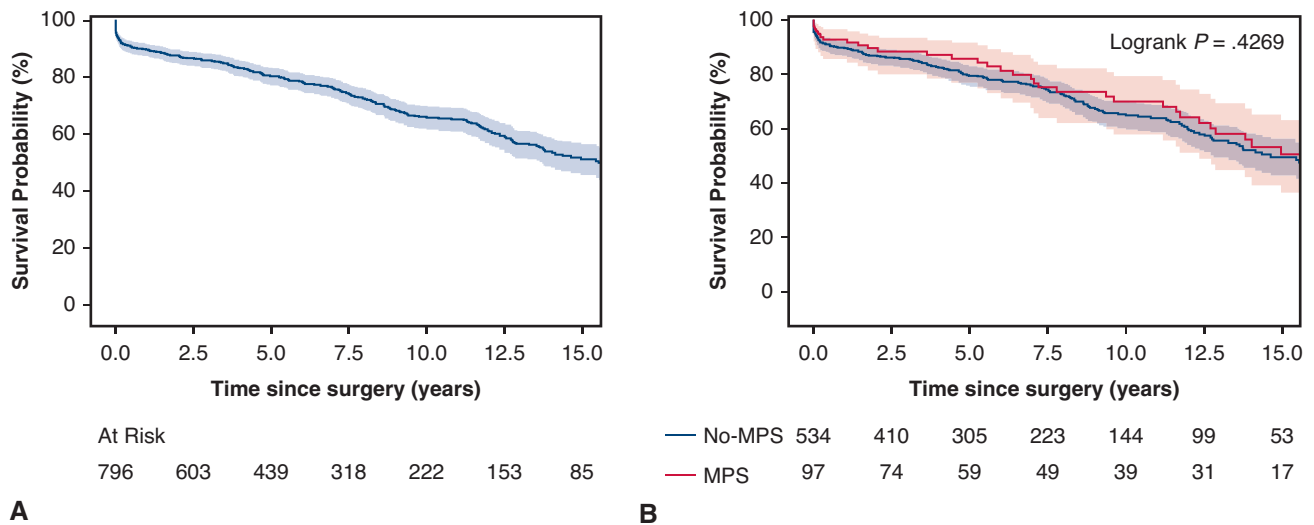 100
80
60
40
20
0
Survival Probability (%)
0.0 2.5 5.0 7.5 10.0 12.5 15.0
Time since surgery (years)
At Risk
796 603 439 318 222 153 85
A
100
80
60
40
20
0
Survival Probability (%)
Logrank P = .4269
0.0 2.5 5.0 7.5 10.0 12.5 15.0
Time since surgery (years)
No-MPS 534 410 305 223 144 99 53
MPS 97 74 59 49 39 31 17
B